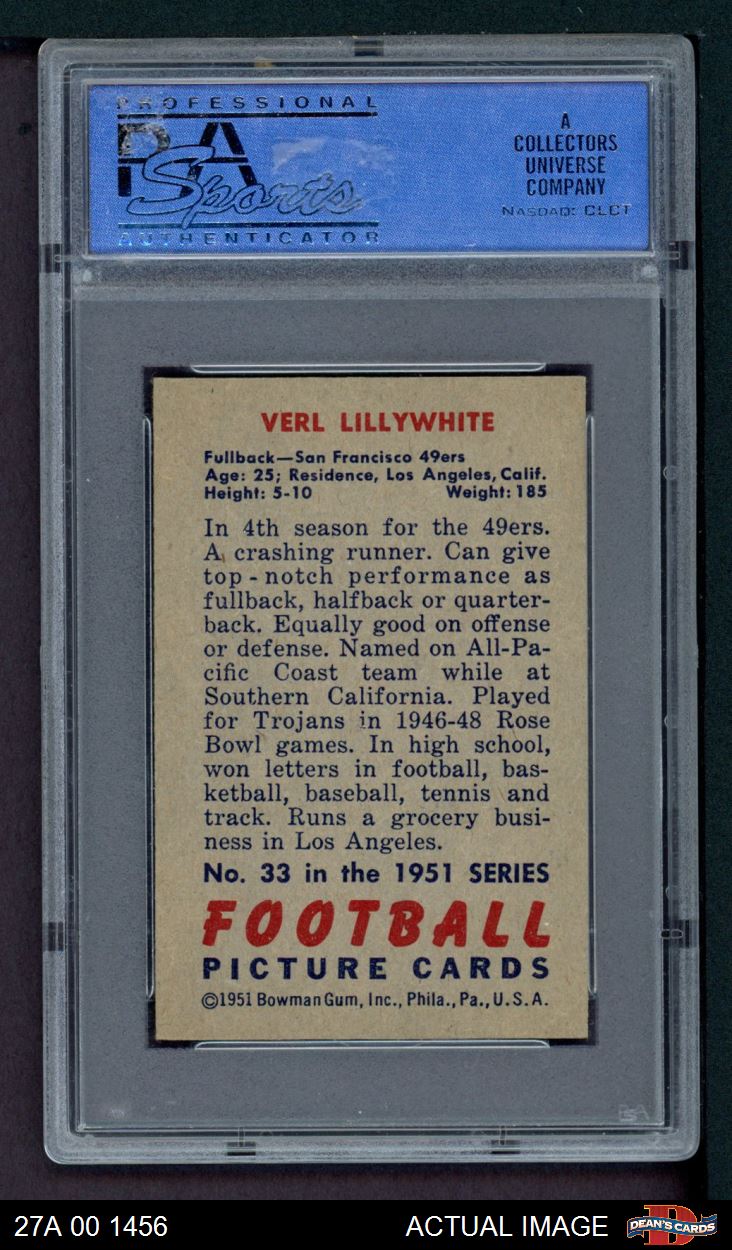 PROFESSIONAL
PSA
Sports
AUTHENTICATOR
A
COLLECTORS
UNIVERSE
COMPANY
NASDAQ: CLCT
VERL LILLYWHITE
Fullback—San Francisco 49ers
Age: 25; Residence, Los Angeles, Calif.
Height: 5-10 Weight: 185
In 4th season for the 49ers.
A crashing runner. Can give
top-notch performance as
fullback, halfback or quarter-
back. Equally good on offense
or defense. Named on All-Pa-
cific Coast team while at
Southern California. Played
for Trojans in 1946-48 Rose
Bowl games. In high school,
won letters in football, bas-
ketball, baseball, tennis and
track. Runs a grocery busi-
ness in Los Angeles.
No. 33 in the 1951 SERIES
FOOTBALL
PICTURE CARDS
©1951 Bowman Gum, Inc., Phila., Pa., U.S.A.
PSA
27A 00 1456 ACTUAL IMAGE DEAN'S CARDS